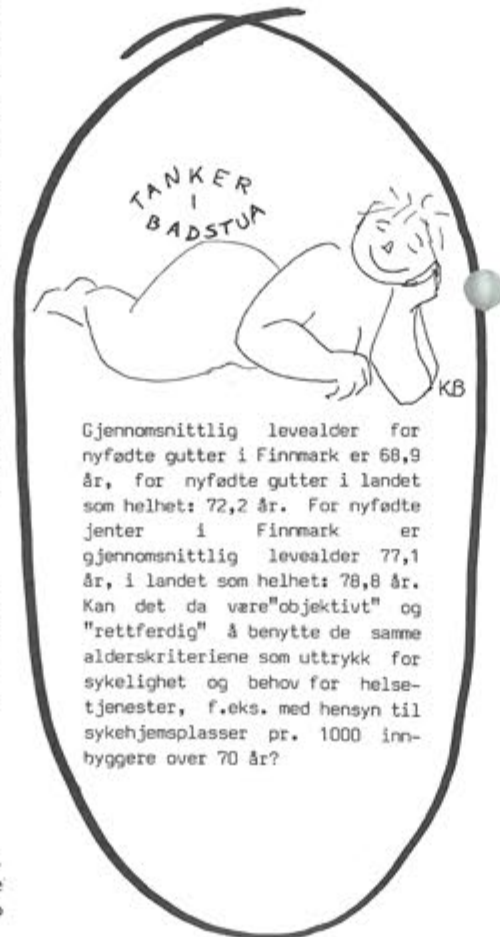 TANKER
I
BADSTUA
KB
Gjennomsnittlig levealder for
nyfødte gutter i Finnmark er 68,9
år, for nyfødte gutter i landet
som helhet: 72,2 år. For nyfødte
jenter i Finnmark er
gjennomsnittlig levealder 77,1
år, i landet som helhet: 78,8 år.
Kan det da være"objektivt" og
"rettferdig" å benytte de samme
alderskriteriene som uttrykk for
sykelighet og behov for helse-
tjenester, f.eks. med hensyn til
sykehjemsplasser pr. 1000 inn-
byggere over 70 år?